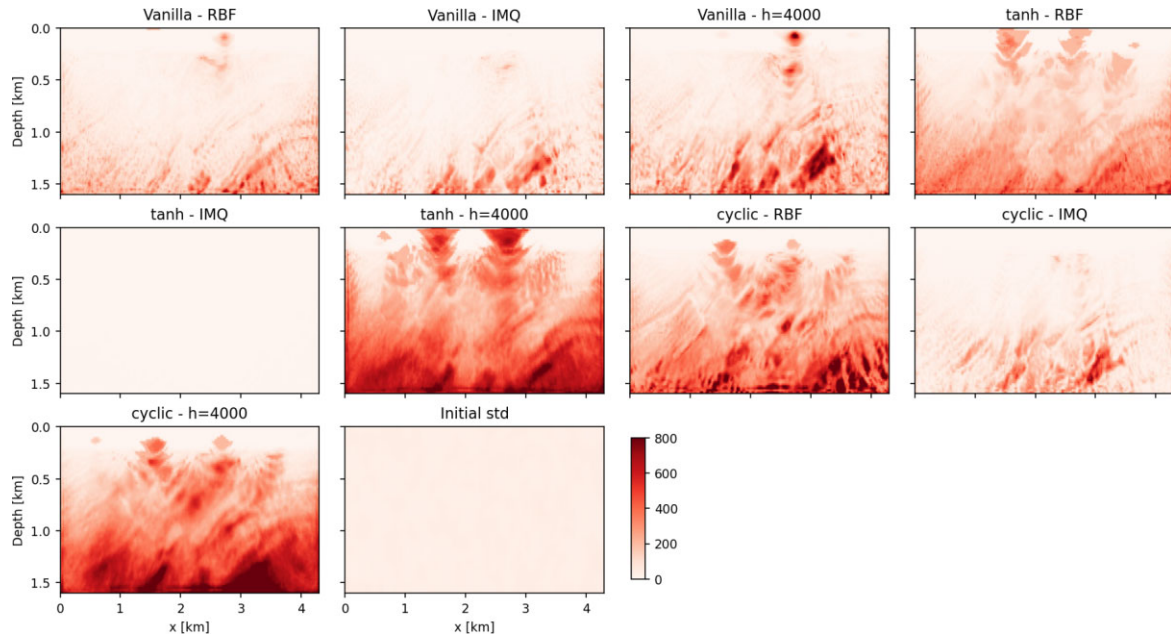 Vanilla - RBF
Vanilla - IMQ
Vanilla - h=4000
tanh - RBF
0.0
0.5
1.0
1.5
Depth [km]
tanh - IMQ
tanh - h=4000
cyclic - RBF
cyclic - IMQ
0.0
0.5
1.0
1.5
Depth [km]
cyclic - h=4000
Initial std
0.0
0.5
1.0
1.5
Depth [km]
0 1 2 3 4
x [km]
0 1 2 3 4
x [km]
800
600
400
200
0